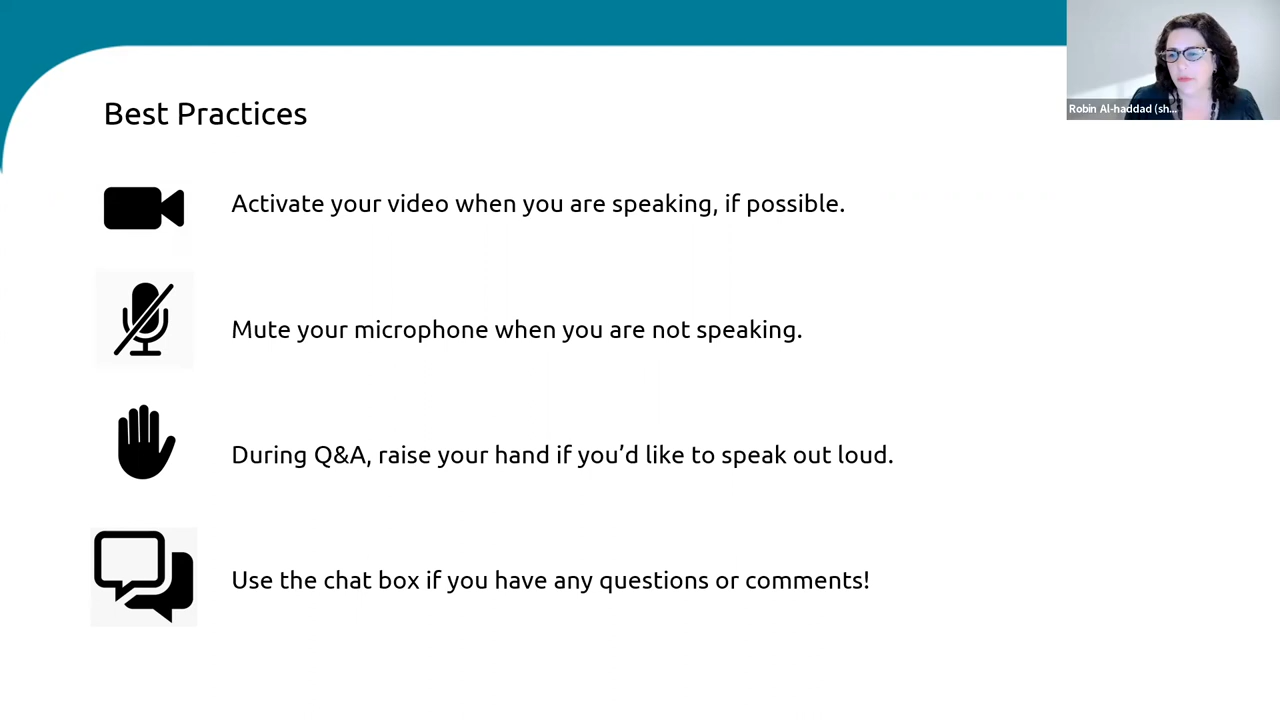 Best Practices
Robin Al-haddad (sh...
Activate your video when you are speaking, if possible.
Mute your microphone when you are not speaking.
During Q&A, raise your hand if you’d like to speak out loud.
Use the chat box if you have any questions or comments!